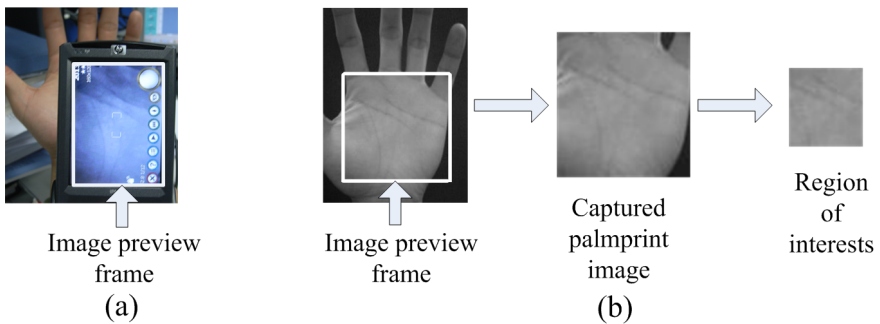 Image preview
frame
(a)
Image preview
frame
Captured
palmprint
image
Region
of
interests
(b)